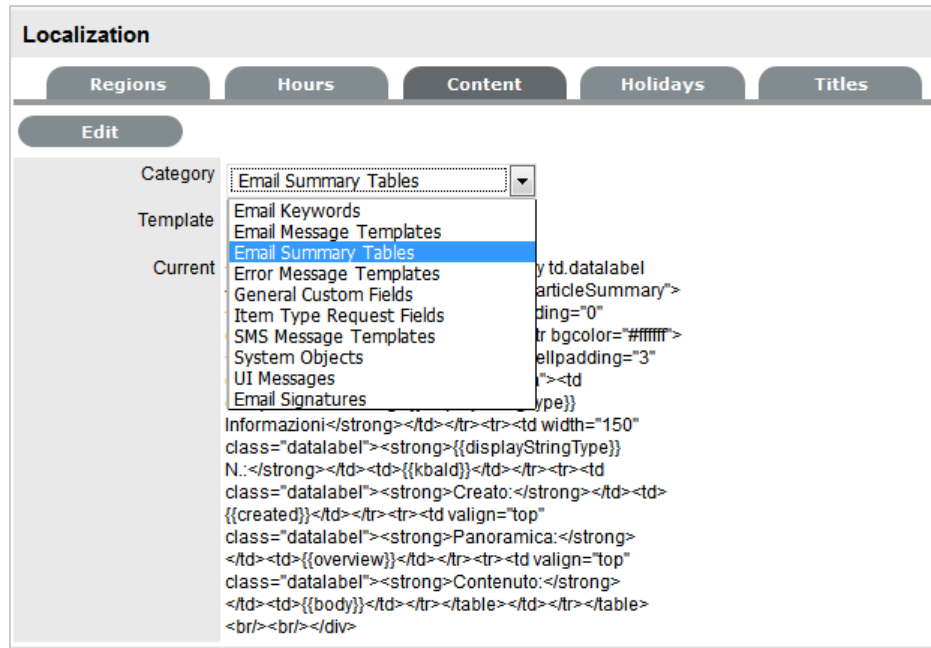 Localization
Regions Hours Content Holidays Titles
Edit
Category Email Summary Tables
Template
Email Keywords
Email Message Templates
Email Summary Tables
Error Message Templates
General Custom Fields
Item Type Request Fields
SMS Message Templates
System Objects
UI Messages
Email Signatures
Current
y td.datalabel
articleSummary">
ding="0"
tr bgcolor="#ffffff">
ellpadding="3"
"><td
ype}}
Informazioni</strong></td></tr><tr><td width="150"
class="datalabel"><strong>{{displayStringType}}
N.:</strong></td><td>{{kbaId}}</td></tr><tr><td
class="datalabel"><strong>Creato:</strong></td><td>
{{created}}</td></tr><tr><td valign="top"
class="datalabel"><strong>Panoramica:</strong>
</td><td>{{overview}}</td></tr><tr><td valign="top"
class="datalabel"><strong>Contenuto:</strong>
</td><td>{{body}}</td></tr></table></td></tr></table>
<br/><br/></div>